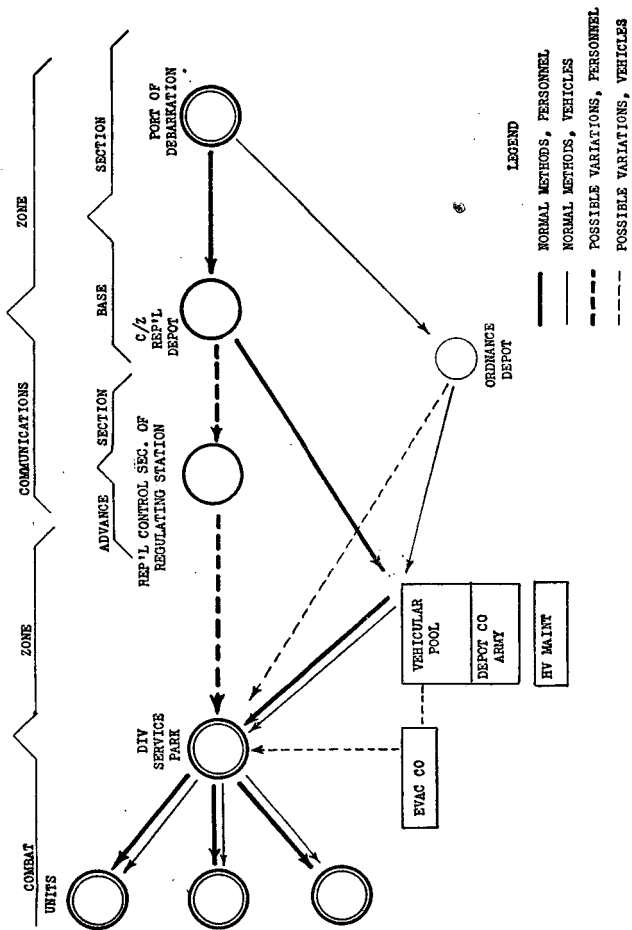 COMBAT ZONE COMMUNICATIONS ZONE
UNITS
ADVANCE SECTION BASE SECTION
DIV
SERVICE
PARK
REP'L CONTROL SEC. OF
REGULATING STATION
C/Z
REP'L
DEPOT
PORT OF
DEBARKATION
EVAC CO
VEHICULAR
POOL
DEPOT CO
ARMY
HV MAINT
ORDNANCE
DEPOT
LEGEND
NORMAL METHODS, PERSONNEL
NORMAL METHODS, VEHICLES
POSSIBLE VARIATIONS, PERSONNEL
POSSIBLE VARIATIONS, VEHICLES